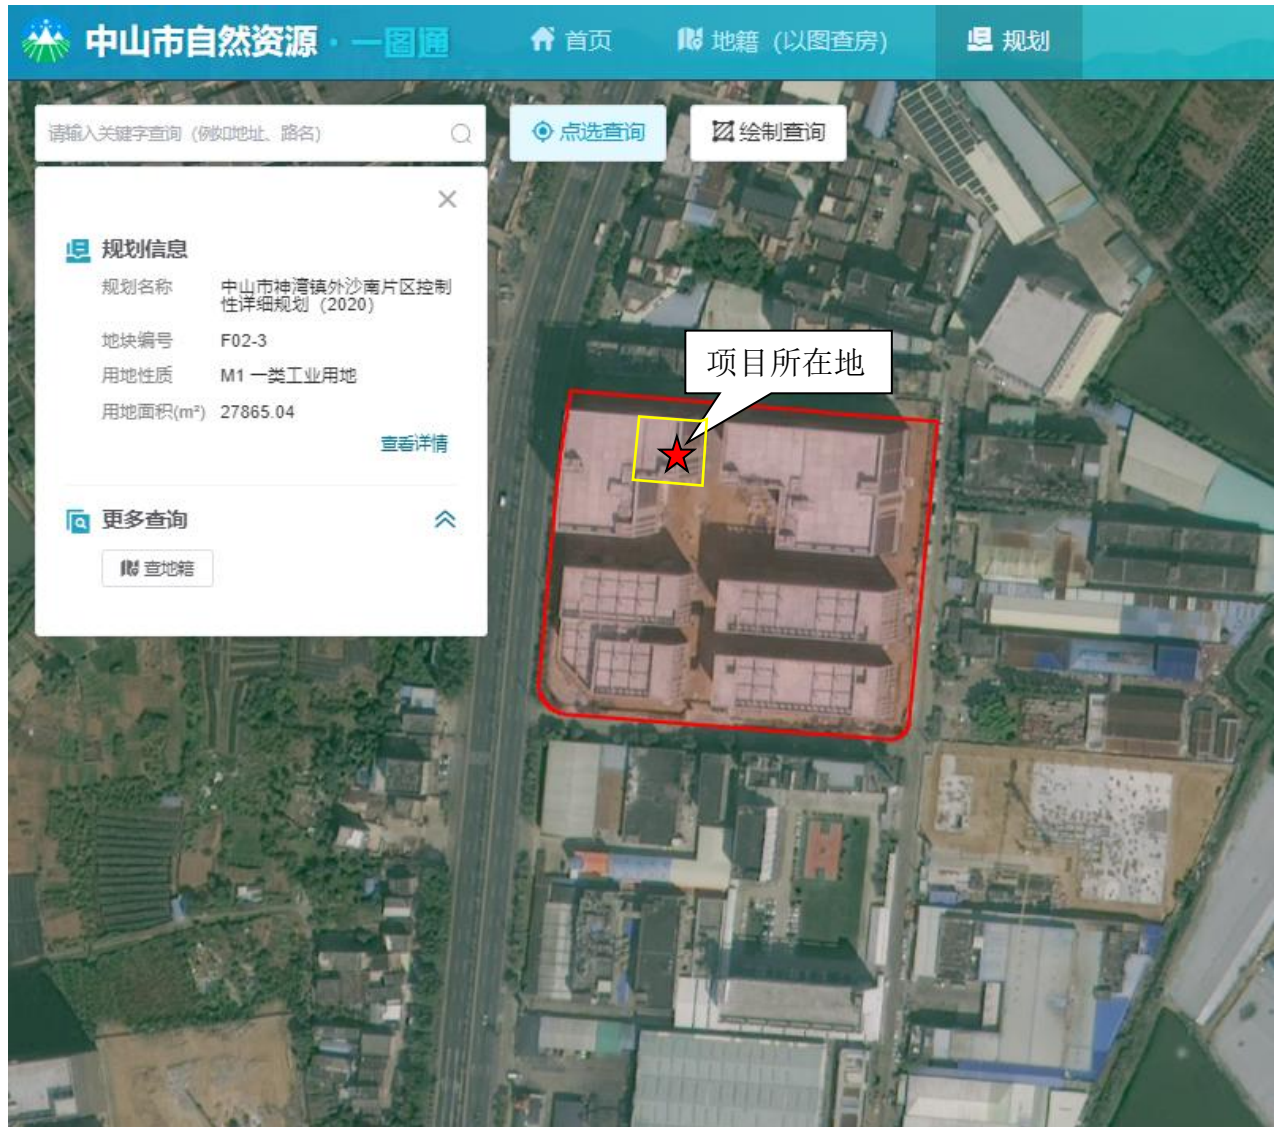 中山市自然资源·一图通
首页
地籍（以图查房）
规划
请输入关键字查询（例如地址、路名）
点选查询
绘制查询
规划信息
规划名称 中山市神湾镇外沙南片区控制
性详细规划（2020）
地块编号 F02-3
用地性质 M1 一类工业用地
用地面积(m²) 27865.04
查看详情
更多查询
查地籍
项目所在地